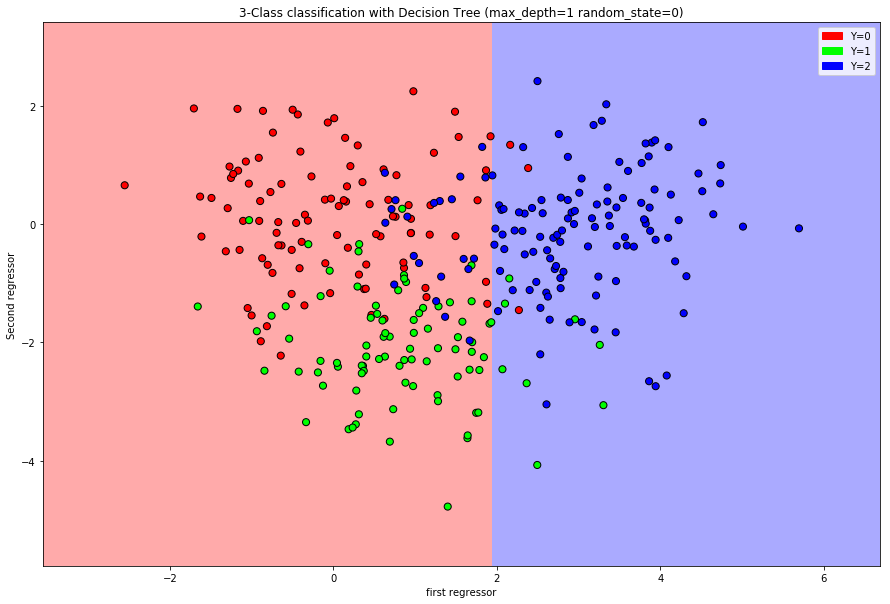 3-Class classification with Decision Tree (max_depth=1 random_state=0)
Y=0
Y=1
Y=2
2
0
−2
−4
Second regressor
−2
0
2
4
6
first regressor